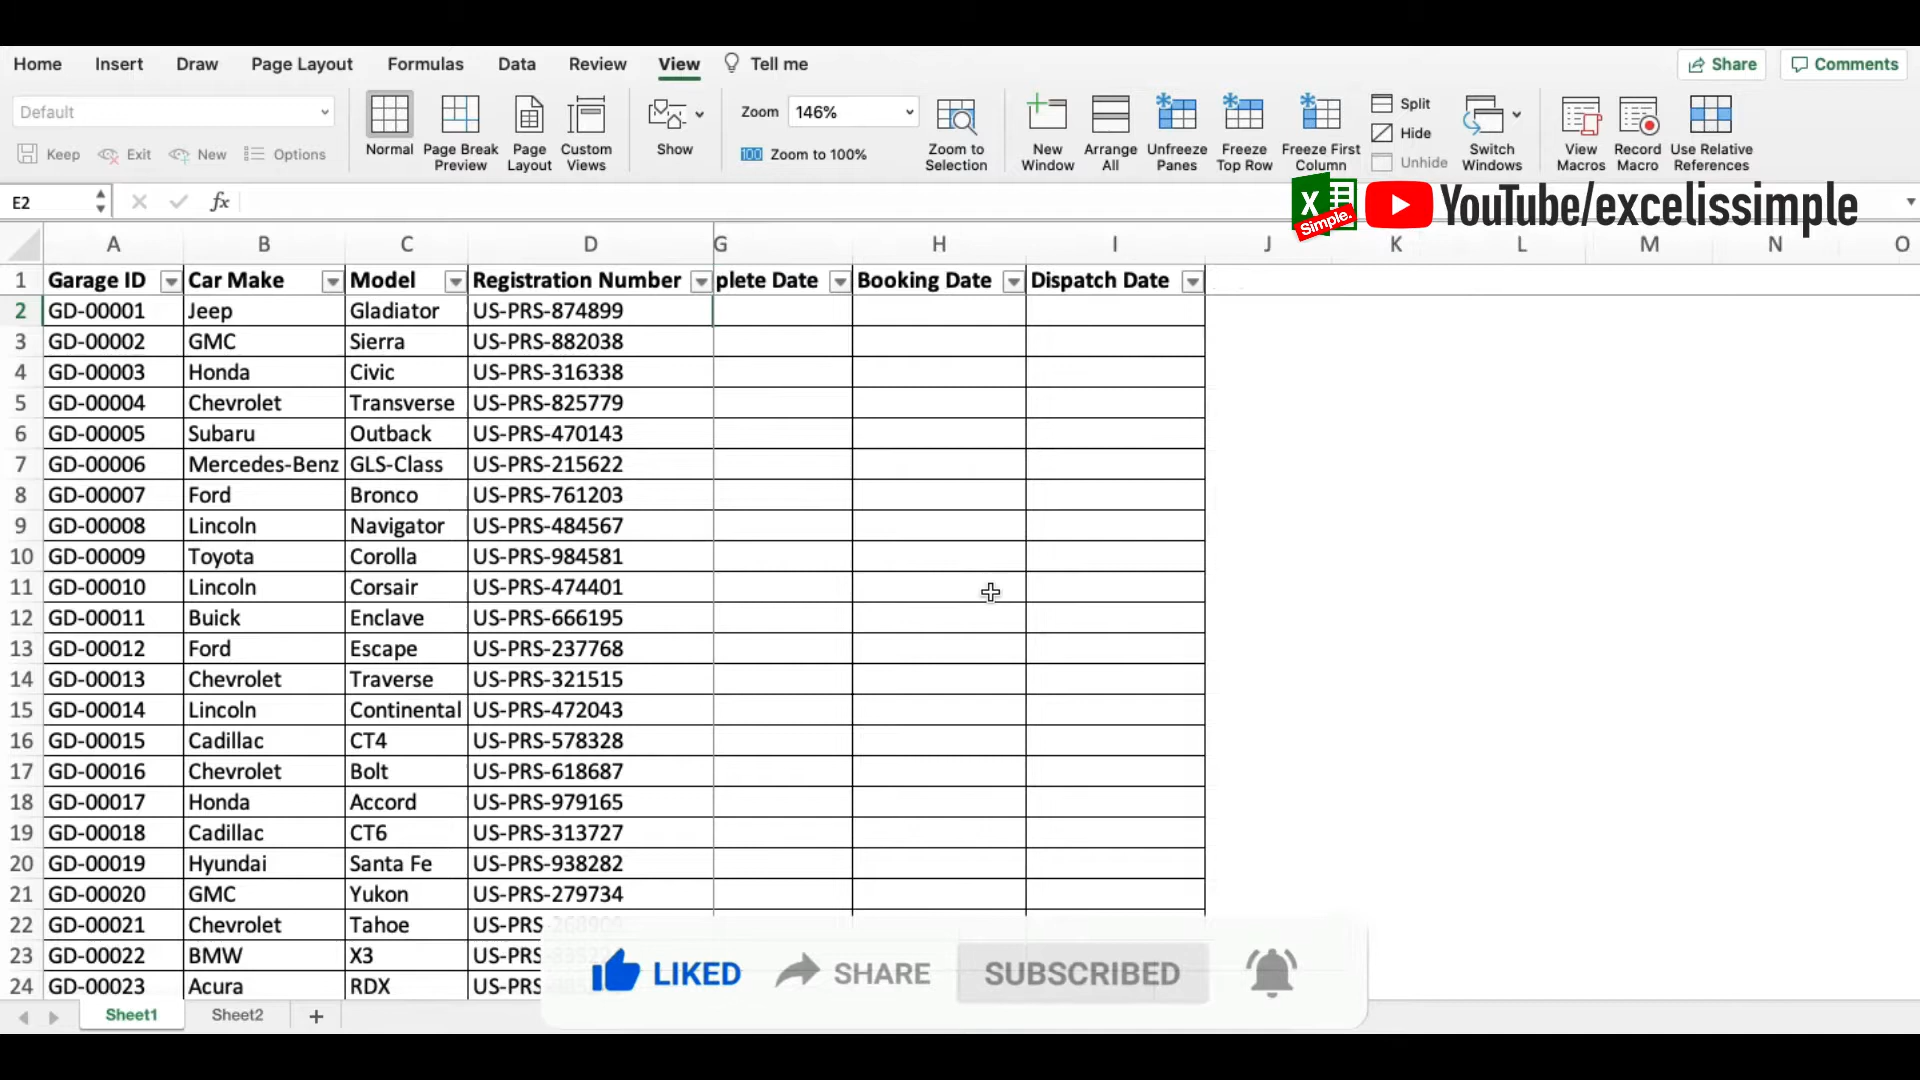 Home Insert Draw Page Layout Formulas Data Review View Tell me Share Comments
Default Zoom 146% Split
Keep Exit New Options Normal Page Break Preview Page Layout Custom Views Show 100 Zoom to 100% Zoom to Selection New Window Arrange All Unfreeze Panes Freeze Top Row Freeze First Column Hide Unhide Switch Windows View Macros Record Macro Use Relative References
E2 fx X Simple. YouTube/excelissimple
A B C D G H I J K L M N O
1 Garage ID Car Make Model Registration Number plete Date Booking Date Dispatch Date
2 GD-00001 Jeep Gladiator US-PRS-874899
3 GD-00002 GMC Sierra US-PRS-882038
4 GD-00003 Honda Civic US-PRS-316338
5 GD-00004 Chevrolet Transverse US-PRS-825779
6 GD-00005 Subaru Outback US-PRS-470143
7 GD-00006 Mercedes-Benz GLS-Class US-PRS-215622
8 GD-00007 Ford Bronco US-PRS-761203
9 GD-00008 Lincoln Navigator US-PRS-484567
10 GD-00009 Toyota Corolla US-PRS-984581
11 GD-00010 Lincoln Corsair US-PRS-474401
12 GD-00011 Buick Enclave US-PRS-666195
13 GD-00012 Ford Escape US-PRS-237768
14 GD-00013 Chevrolet Traverse US-PRS-321515
15 GD-00014 Lincoln Continental US-PRS-472043
16 GD-00015 Cadillac CT4 US-PRS-578328
17 GD-00016 Chevrolet Bolt US-PRS-618687
18 GD-00017 Honda Accord US-PRS-979165
19 GD-00018 Cadillac CT6 US-PRS-313727
20 GD-00019 Hyundai Santa Fe US-PRS-938282
21 GD-00020 GMC Yukon US-PRS-279734
22 GD-00021 Chevrolet Tahoe US-PRS
23 GD-00022 BMW X3 US-PRS
24 GD-00023 Acura RDX US-PRS
LIKED SHARE SUBSCRIBED
Sheet1 Sheet2